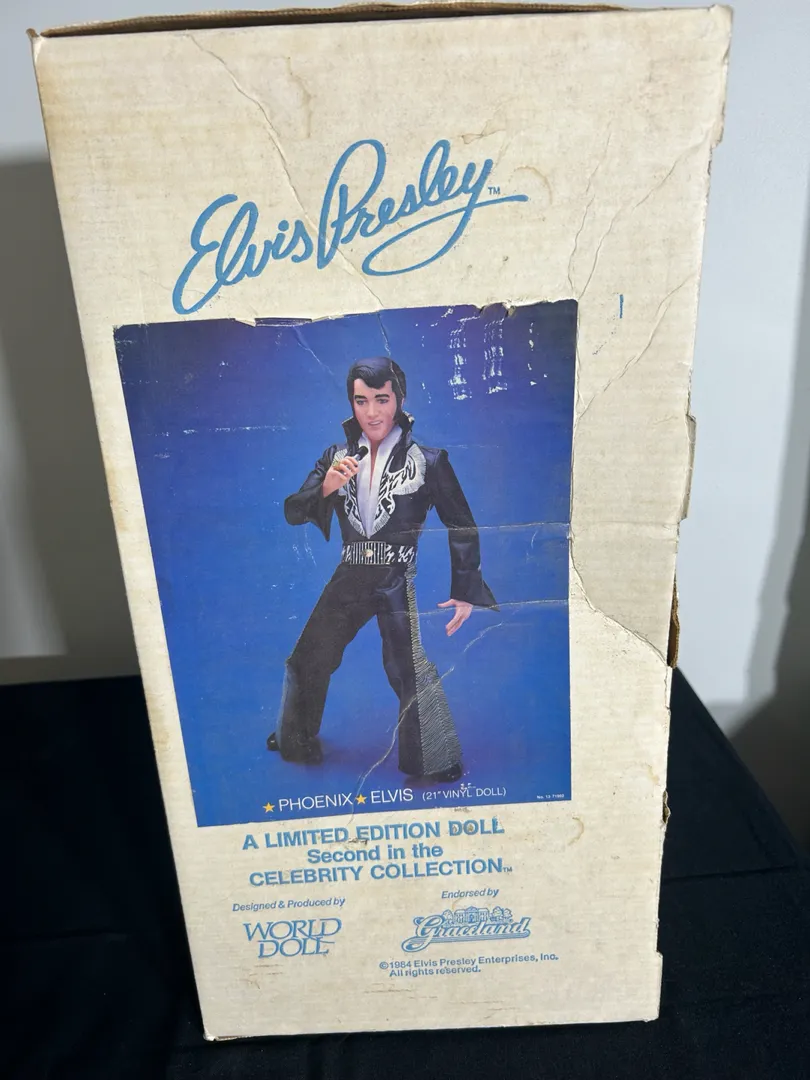 Elvis Presley™
★ PHOENIX ★ ELVIS (21" VINYL DOLL)
A LIMITED EDITION DOLL
Second in the
CELEBRITY COLLECTION™
Designed & Produced by
WORLD
DOLL
Endorsed by
Graceland
©1984 Elvis Presley Enterprises, Inc.
All rights reserved.